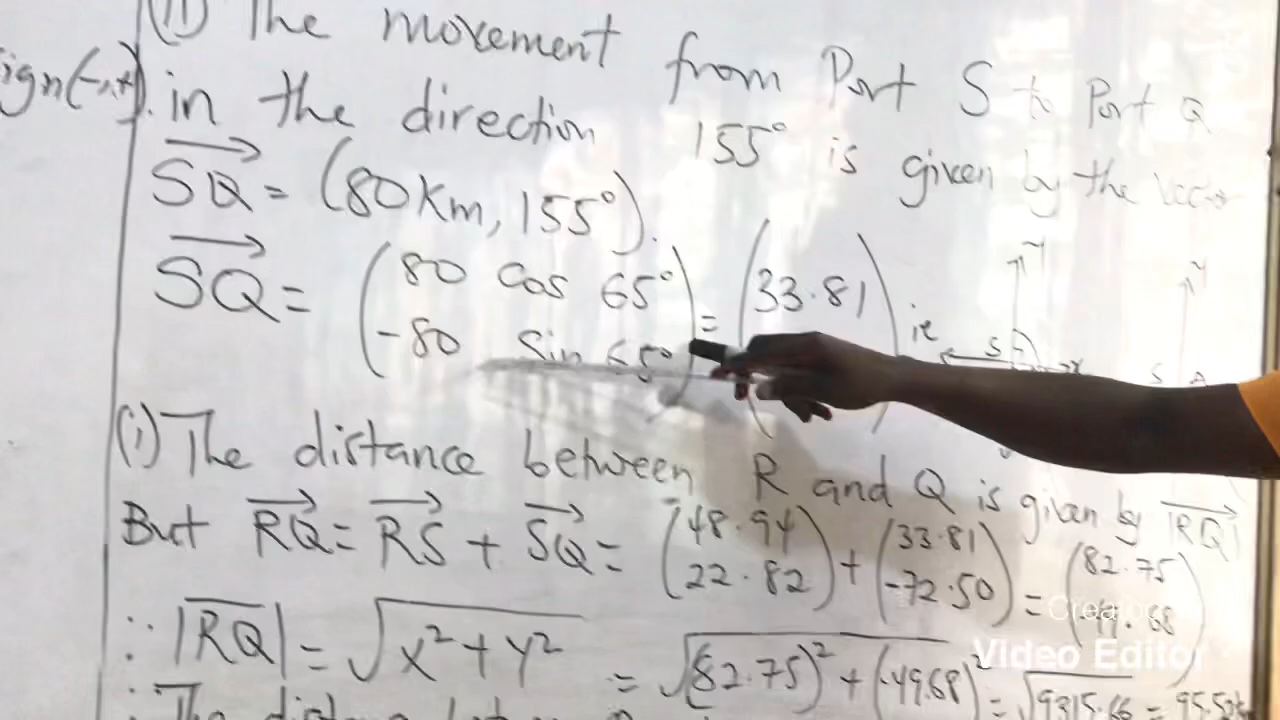 (ii) The movement from Port S to Port Q
ign(-,+). in the direction 155° is given by the
SQ = (80Km, 155°).
SQ = (80 Cos 65° -80 Sin 65°) = (33.81 ) ie
S x y
S y
(i) The distance between R and Q is given by |RQ|
But RQ = RS + SQ = (48.94 22.82) + (33.81 -72.50) = (82.75 .68)
∴ |RQ| = √x² + y² = √(82.75)² + (-49.68)² = √9315.66 = 95.5
∴ The
Video Editor